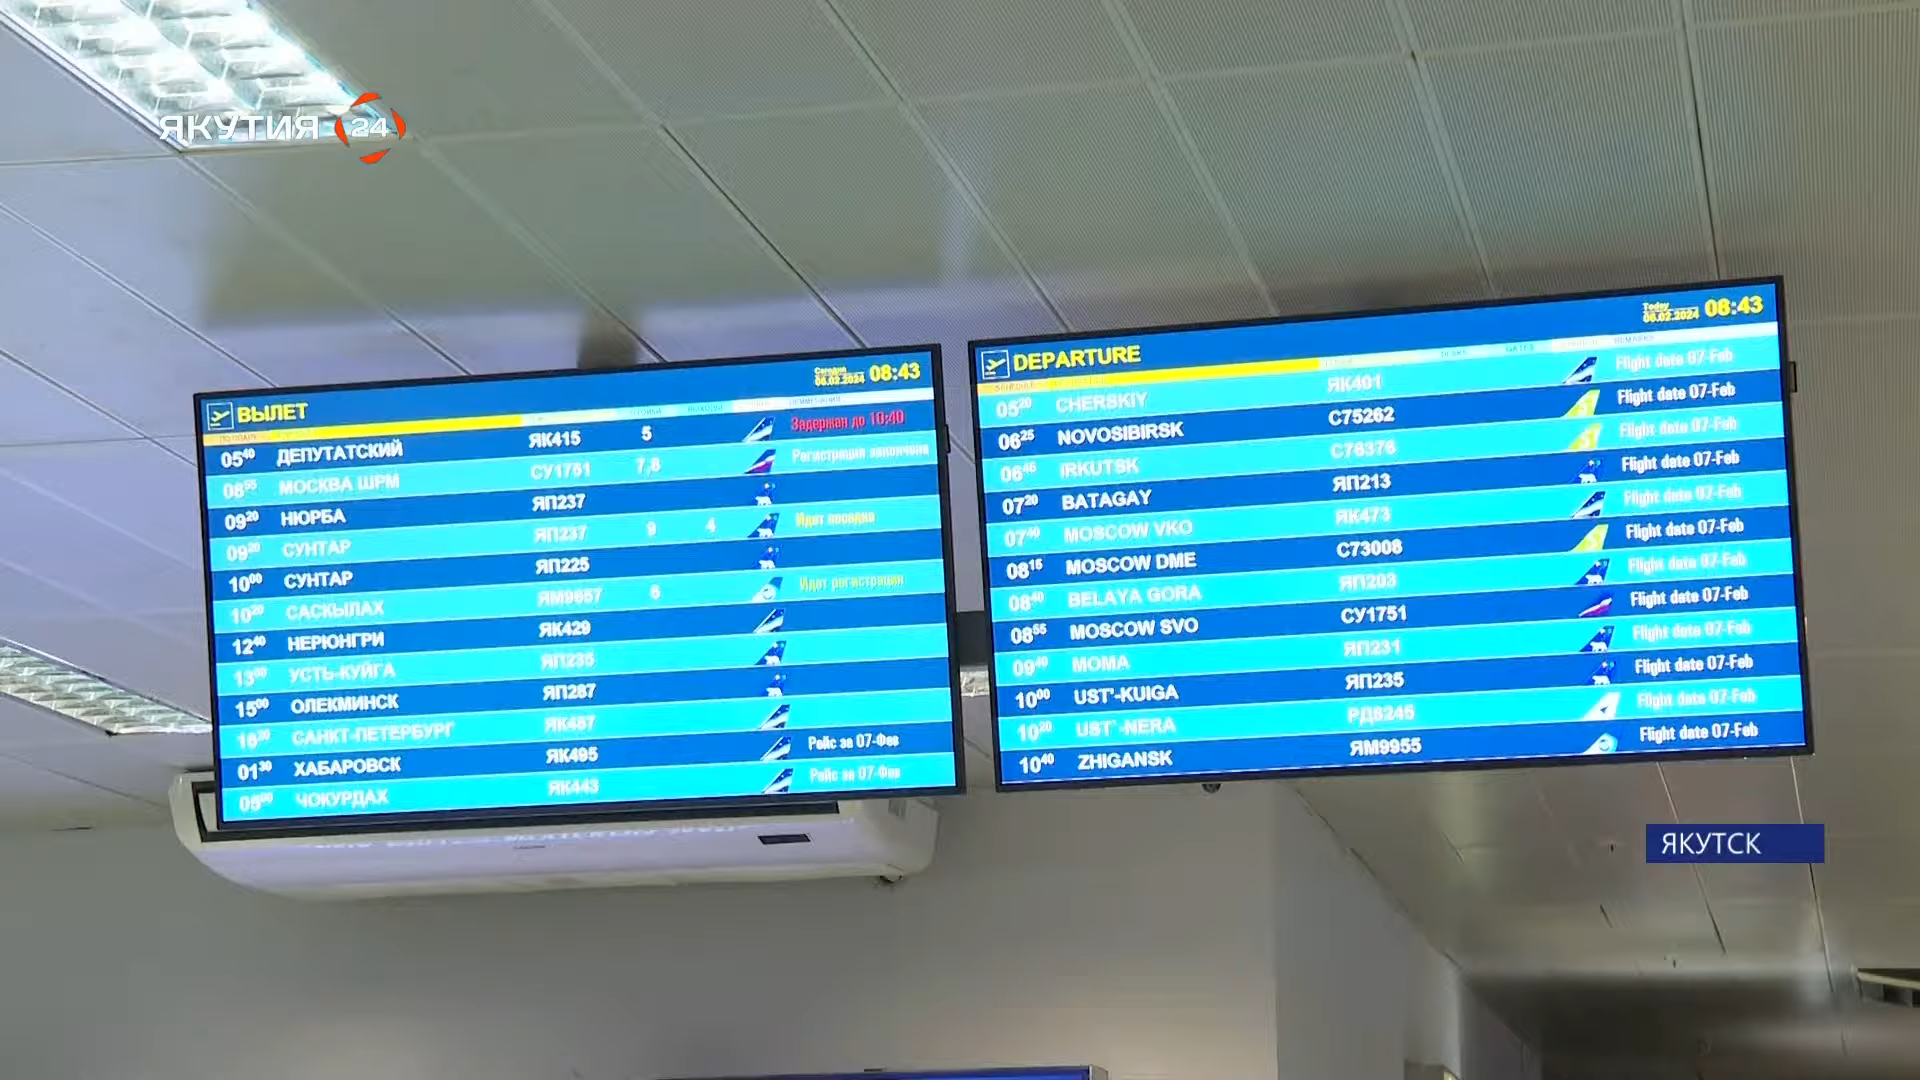 ЯКУТИЯ 24
ВЫЛЕТ Сегодня 06.02.2024 08:43
05:40 ДЕПУТАТСКИЙ ЯК415 5 Задержан до 10:40
08:55 МОСКВА ШРМ СУ1751 7,8 Регистрация закончена
09:20 НЮРБА ЯП237
09:20 СУНТАР ЯП237 9 4 Идет посадка
10:00 СУНТАР ЯП225
10:20 САСКЫЛАХ ЯМ9657 6 Идет регистрация
12:40 НЕРЮНГРИ ЯК429
13:00 УСТЬ-КУЙГА ЯП235
15:00 ОЛЕКМИНСК ЯП287
САНКТ-ПЕТЕРБУРГ ЯК487
01:30 ХАБАРОВСК ЯК495 Рейс за 07-Фев
05:00 ЧОКУРДАХ ЯК443 Рейс за 07-Фев
DEPARTURE Today 06.02.2024 08:43
05:20 CHERSKIY ЯК401 Flight date 07-Feb
06:25 NOVOSIBIRSK С75262 Flight date 07-Feb
06:45 IRKUTSK С76376 Flight date 07-Feb
07:20 BATAGAY ЯП213 Flight date 07-Feb
07:40 MOSCOW VKO ЯК473 Flight date 07-Feb
08:15 MOSCOW DME С73008 Flight date 07-Feb
08:40 BELAYA GORA ЯП203 Flight date 07-Feb
08:55 MOSCOW SVO СУ1751 Flight date 07-Feb
09:40 MOMA ЯП231 Flight date 07-Feb
10:00 UST'-KUIGA ЯП235 Flight date 07-Feb
10:20 UST'-NERA РД8245 Flight date 07-Feb
10:40 ZHIGANSK ЯМ9955 Flight date 07-Feb
ЯКУТСК